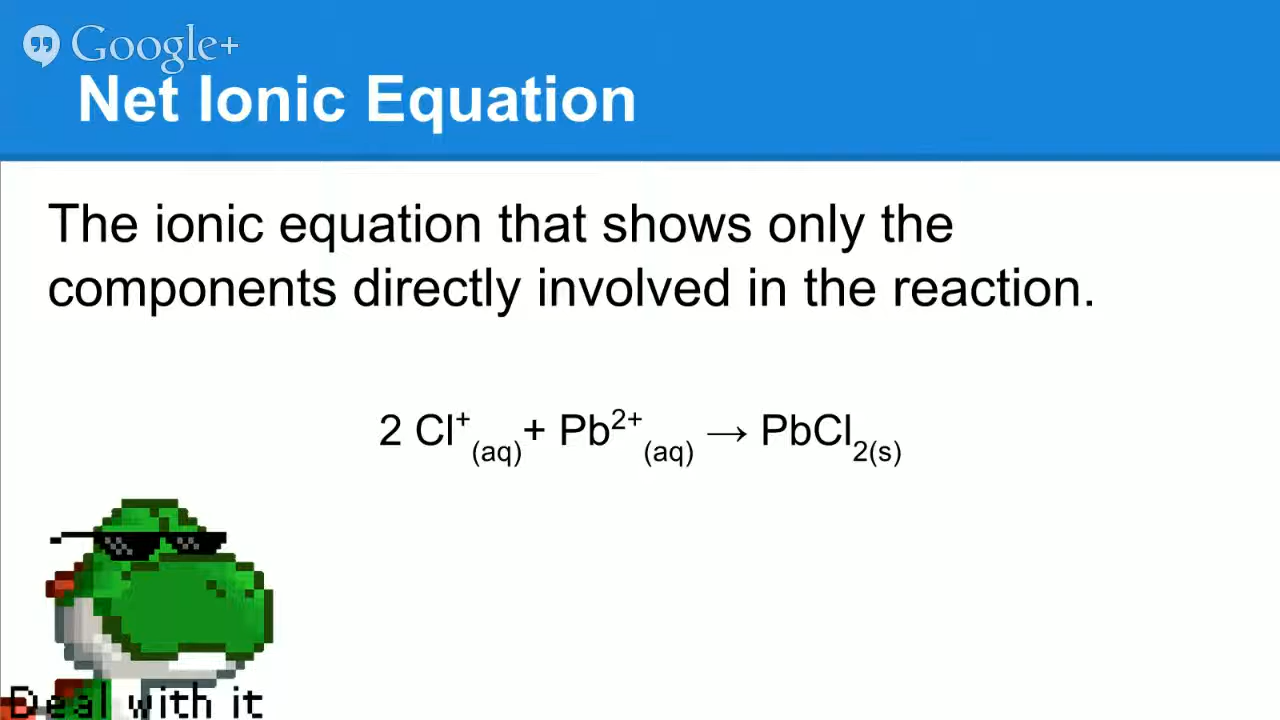 Google+
Net Ionic Equation
The ionic equation that shows only the
components directly involved in the reaction.
2 Cl⁺(aq)+ Pb²⁺(aq) → PbCl₂(s)
Deal with it